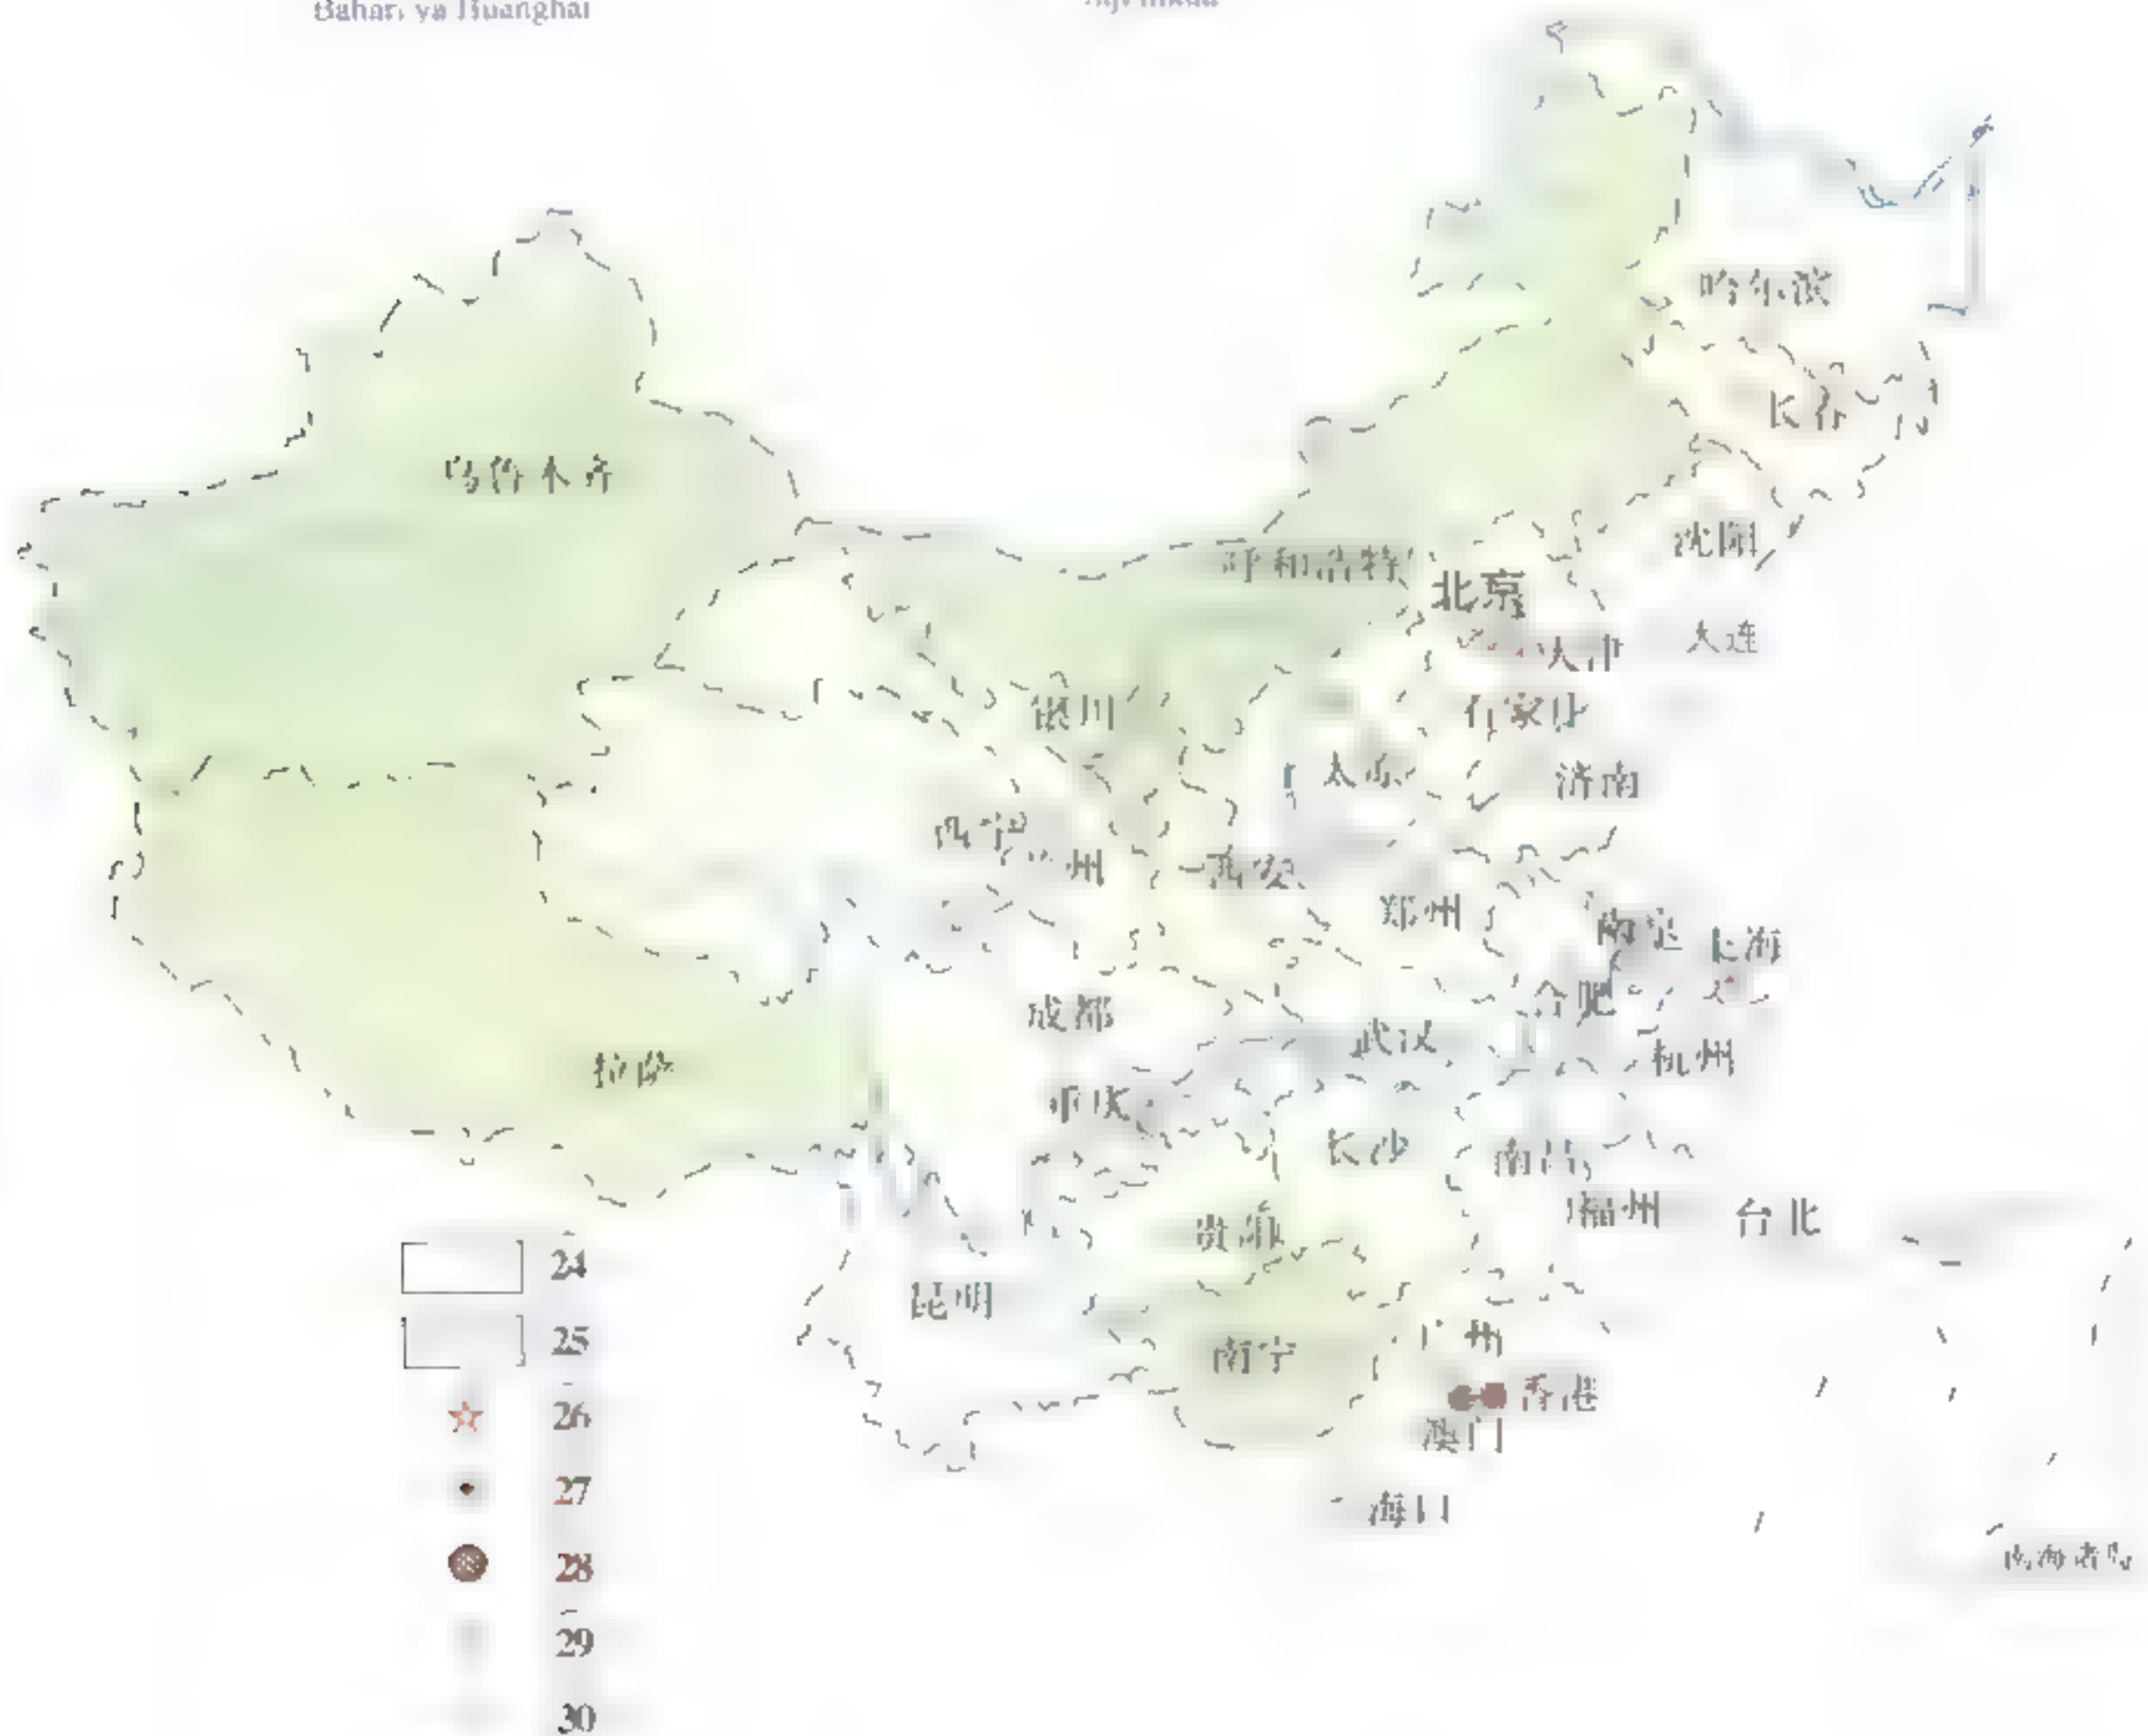 Bahari ya Huanghai
哈尔滨
长春
乌鲁木齐
沈阳
呼和浩特
北京
大连
天津
银川
石家庄
太原
济南
西宁
州
西安
郑州
南京
上海
合肥
成都
武汉
杭州
拉萨
重庆
长沙
南昌
福州
台北
贵阳
24
昆明
广州
25
南宁
香港
26
澳门
27
海口
28
南海诸岛
29
30